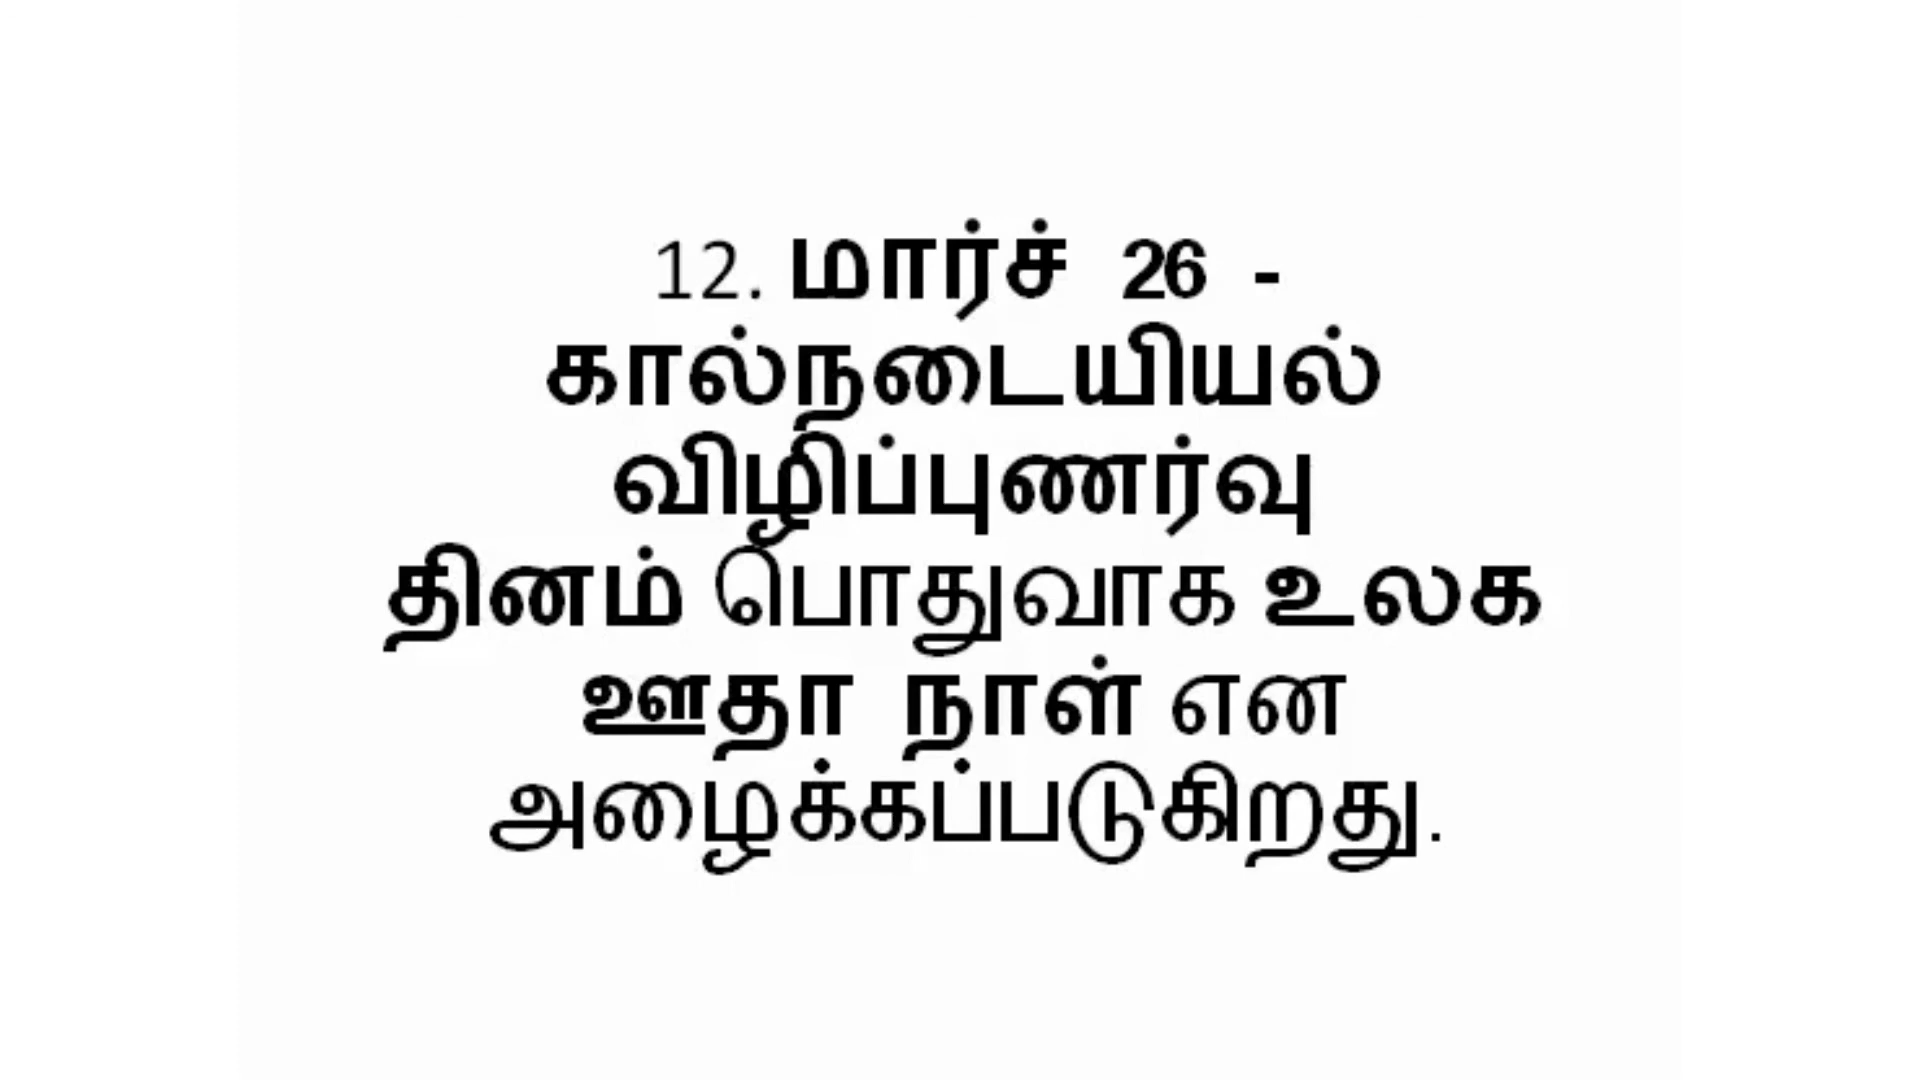 12. மார்ச் 26 -
கால்நடையியல்
விழிப்புணர்வு
தினம் பொதுவாக உலக
ஊதா நாள் என
அழைக்கப்படுகிறது.